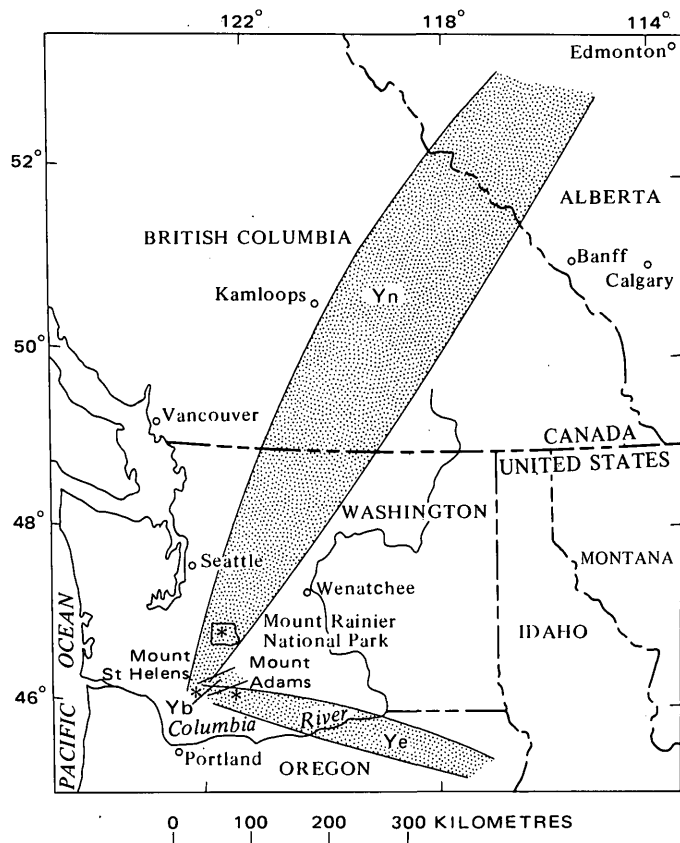 122°
118°
114°
Edmonton
52°
ALBERTA
BRITISH COLUMBIA
Banff
Calgary
Kamloops
Yn
50°
Vancouver
CANADA
UNITED STATES
WASHINGTON
48°
Seattle
MONTANA
Wenatchee
IDAHO
Mount Rainier
National Park
PACIFIC OCEAN
Mount
St Helens
Mount
Adams
46°
Yb
Columbia River
Ye
Portland
OREGON
0 100 200 300 KILOMETRES